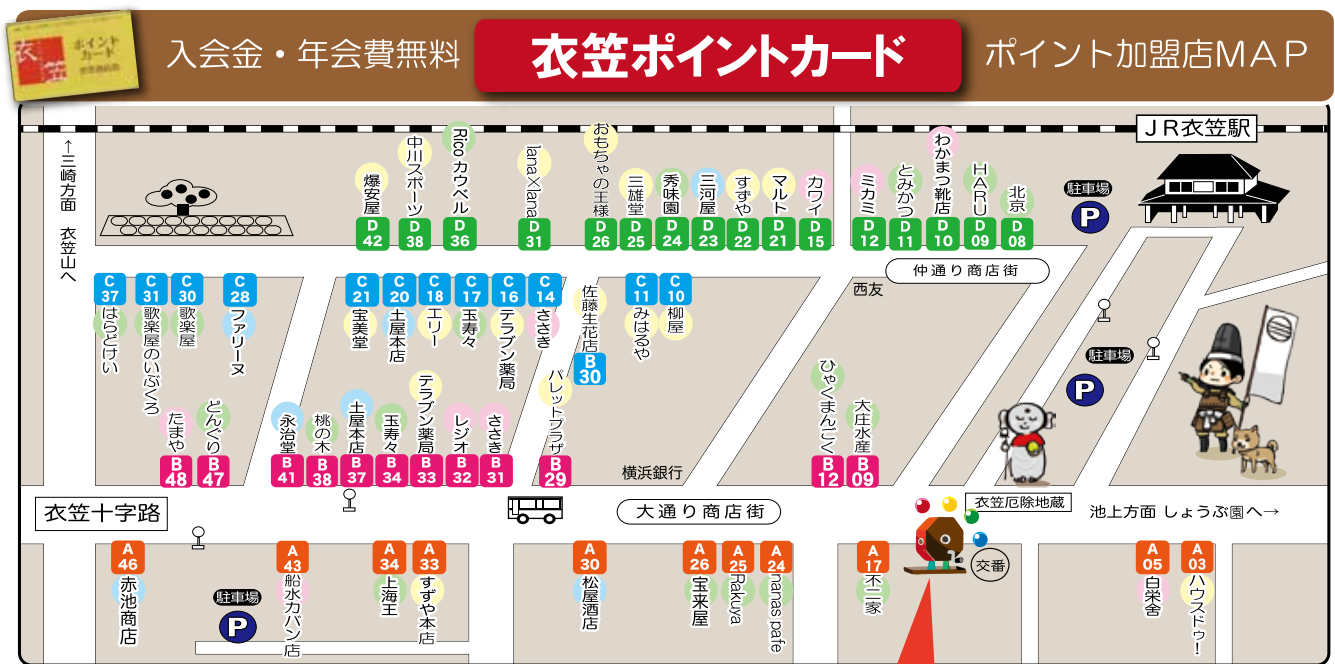 衣笠
ポイント
カード
入会金・年会費無料
衣笠ポイントカード
ポイント加盟店MAP
JR衣笠駅
↑三崎方面 衣笠山へ
爆安屋
D 42
中川スポーツ
D 38
Rico カウベル
D 36
lana×lana
D 31
おもちゃの王様
D 26
三雄堂
D 25
秀味園
D 24
三河屋
D 23
すずや
D 22
マルト
D 21
カワイ
D 15
ミカミ
D 12
とみかつ
D 11
わかまつ靴店
D 10
HARU
D 09
北京
D 08
駐車場
P
仲通り商店街
C 37
はらどけい
C 31
歌楽屋のいぶくろ
C 30
歌楽屋
C 28
ファリーヌ
C 21
宝美堂
C 20
土屋本店
C 18
エリー
C 17
玉寿々
C 16
テラブン薬局
C 14
ささき
佐藤生花店
B 30
C 11
みはるや
C 10
柳屋
西友
駐車場
P
たまや
B 48
どんぐり
B 47
永治堂
B 41
桃の木
B 38
土屋本店
B 37
玉寿々
B 34
テラブン薬局
B 33
レジオ
B 32
ささき
B 31
パレットプラザ
B 29
横浜銀行
ひゃくまんごく
B 12
大庄水産
B 09
衣笠十字路
大通り商店街
衣笠厄除地蔵
池上方面 しょうぶ園へ→
A 46
赤池商店
駐車場
P
A 43
船水カバン店
A 34
上海王
A 33
すずや本店
A 30
松屋酒店
A 26
宝来屋
A 25
Rakuya
A 24
nanas pafe
A 17
不二家
交番
A 05
白栄舎
A 03
ハウスドゥ!